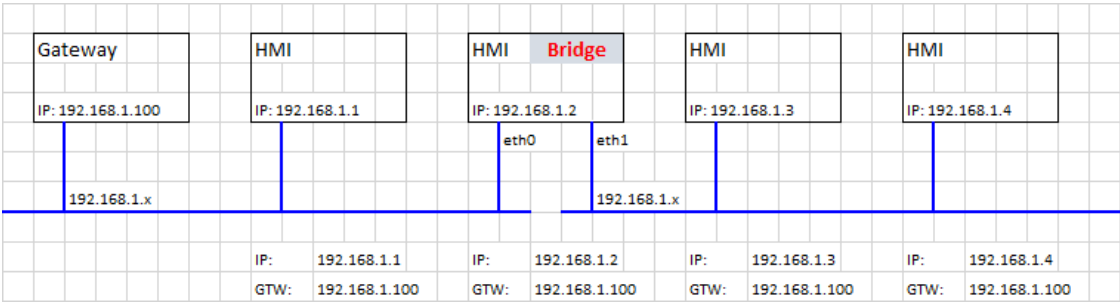 Gateway HMI HMI Bridge HMI HMI
IP: 192.168.1.100 IP: 192.168.1.1 IP: 192.168.1.2 IP: 192.168.1.3 IP: 192.168.1.4
eth0 eth1
192.168.1.x 192.168.1.x
IP: 192.168.1.1 IP: 192.168.1.2 IP: 192.168.1.3 IP: 192.168.1.4
GTW: 192.168.1.100 GTW: 192.168.1.100 GTW: 192.168.1.100 GTW: 192.168.1.100